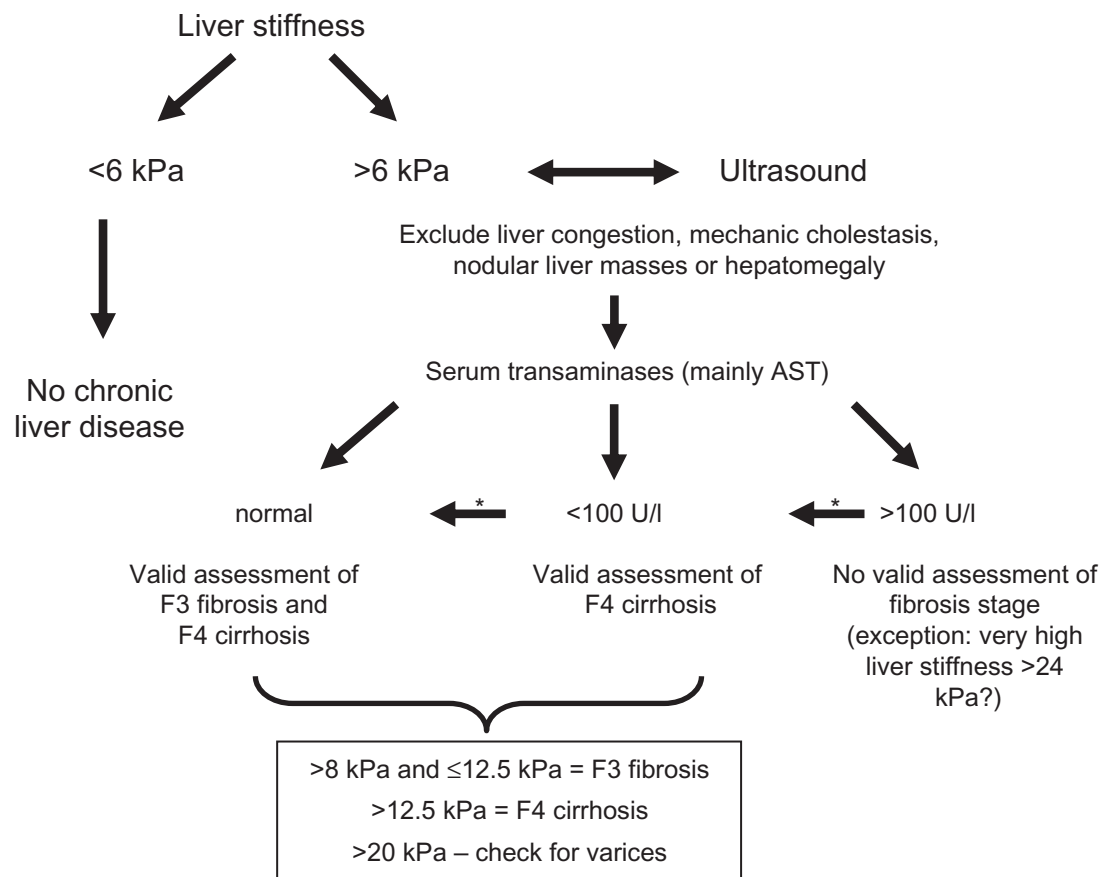 Liver stiffness
<6 kPa
>6 kPa
Ultrasound
Exclude liver congestion, mechanic cholestasis,
nodular liver masses or hepatomegaly
No chronic
liver disease
Serum transaminases (mainly AST)
normal
*
<100 U/l
*
>100 U/l
Valid assessment of
F3 fibrosis and
F4 cirrhosis
Valid assessment of
F4 cirrhosis
No valid assessment of
fibrosis stage
(exception: very high
liver stiffness >24
kPa?)
>8 kPa and ≤12.5 kPa = F3 fibrosis
>12.5 kPa = F4 cirrhosis
>20 kPa – check for varices